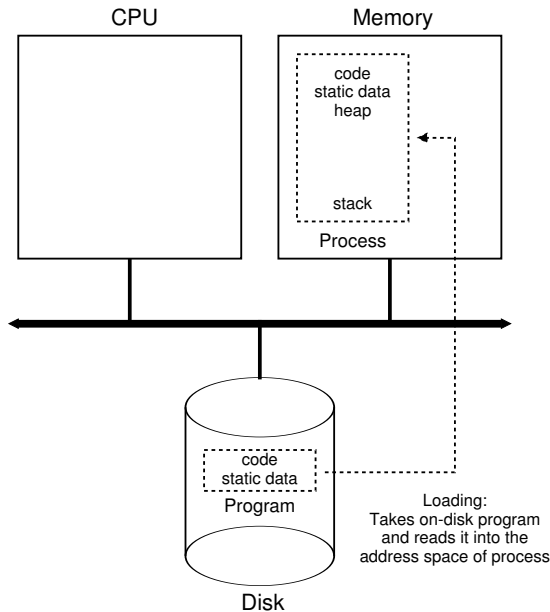 CPU
Memory
code
static data
heap
stack
Process
code
static data
Program
Loading:
Takes on-disk program
and reads it into the
address space of process
Disk